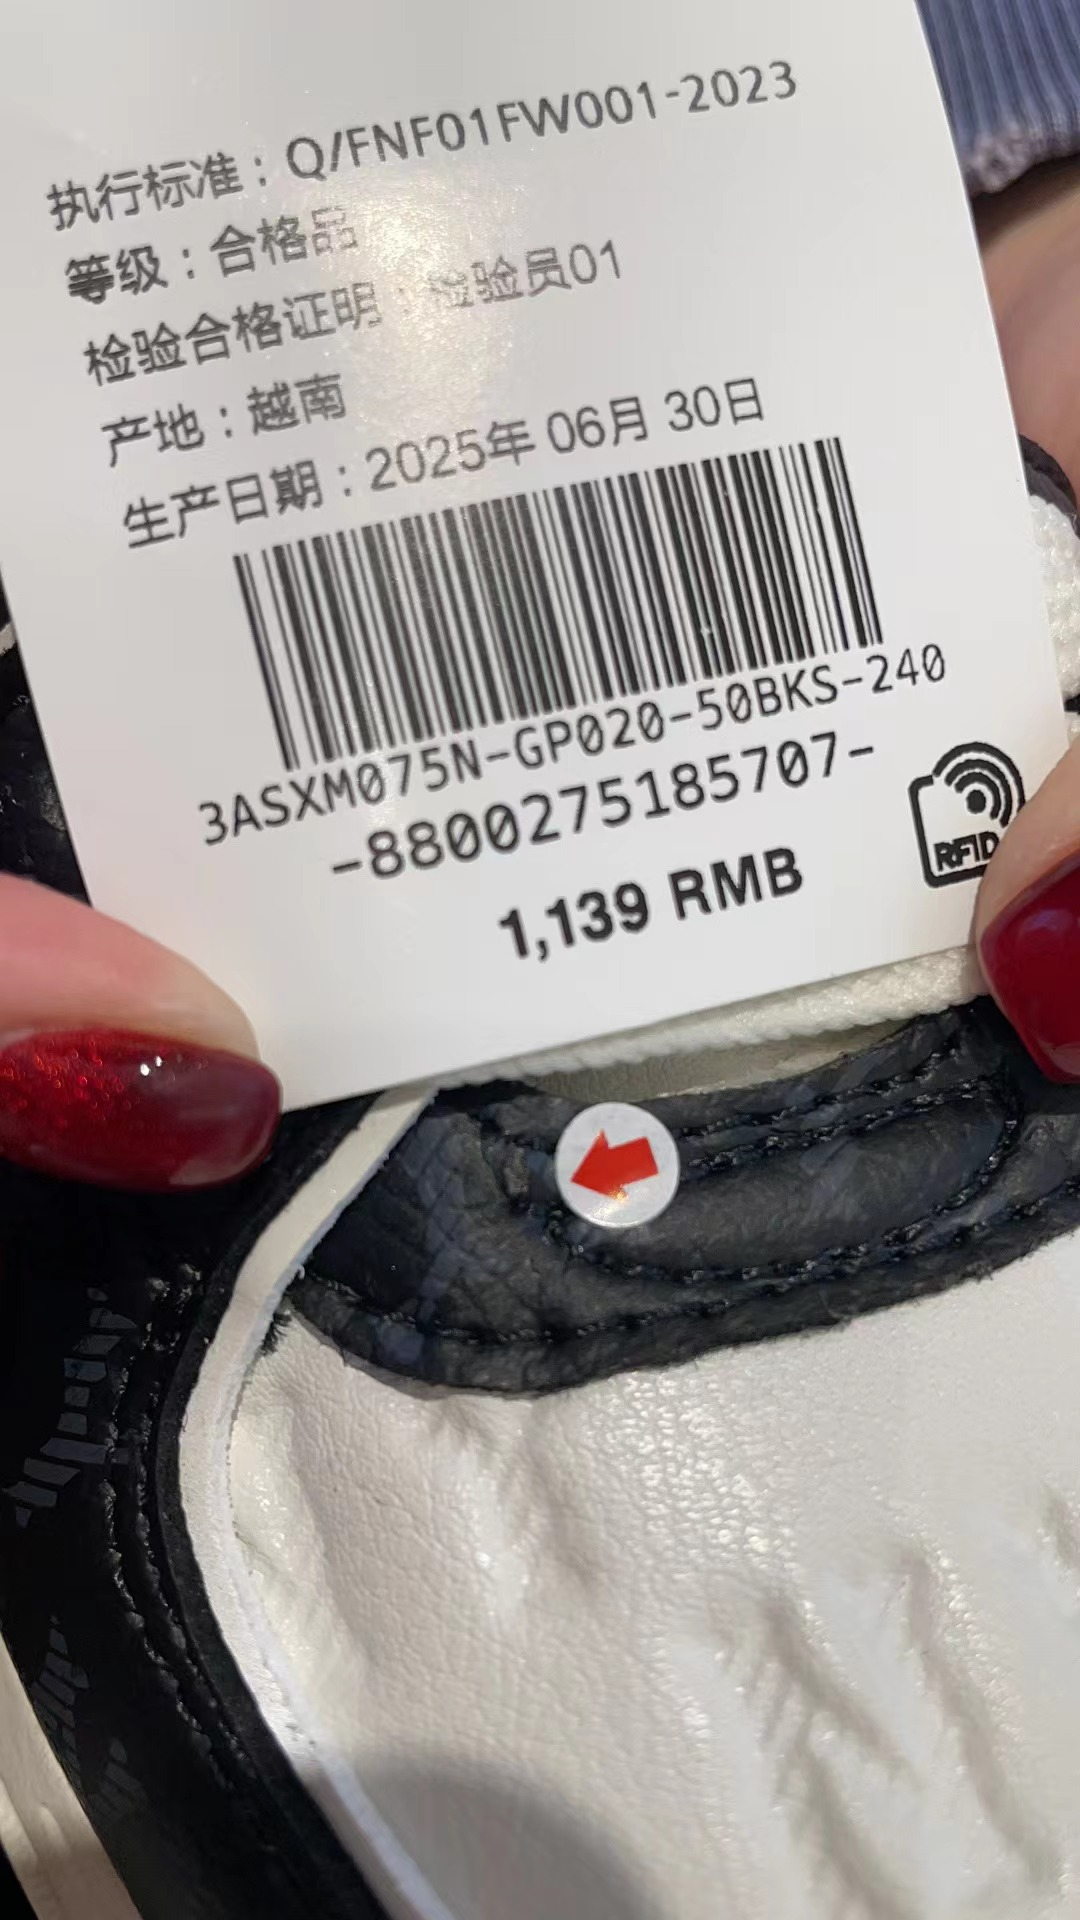 执行标准：Q/FNF01FW001-2023
等级：合格品
检验合格证明：检验员01
产地：越南
生产日期：2025年 06月 30日
3ASXM075N-GP020-50BKS-240
-8800275185707-
1,139 RMB
RFID